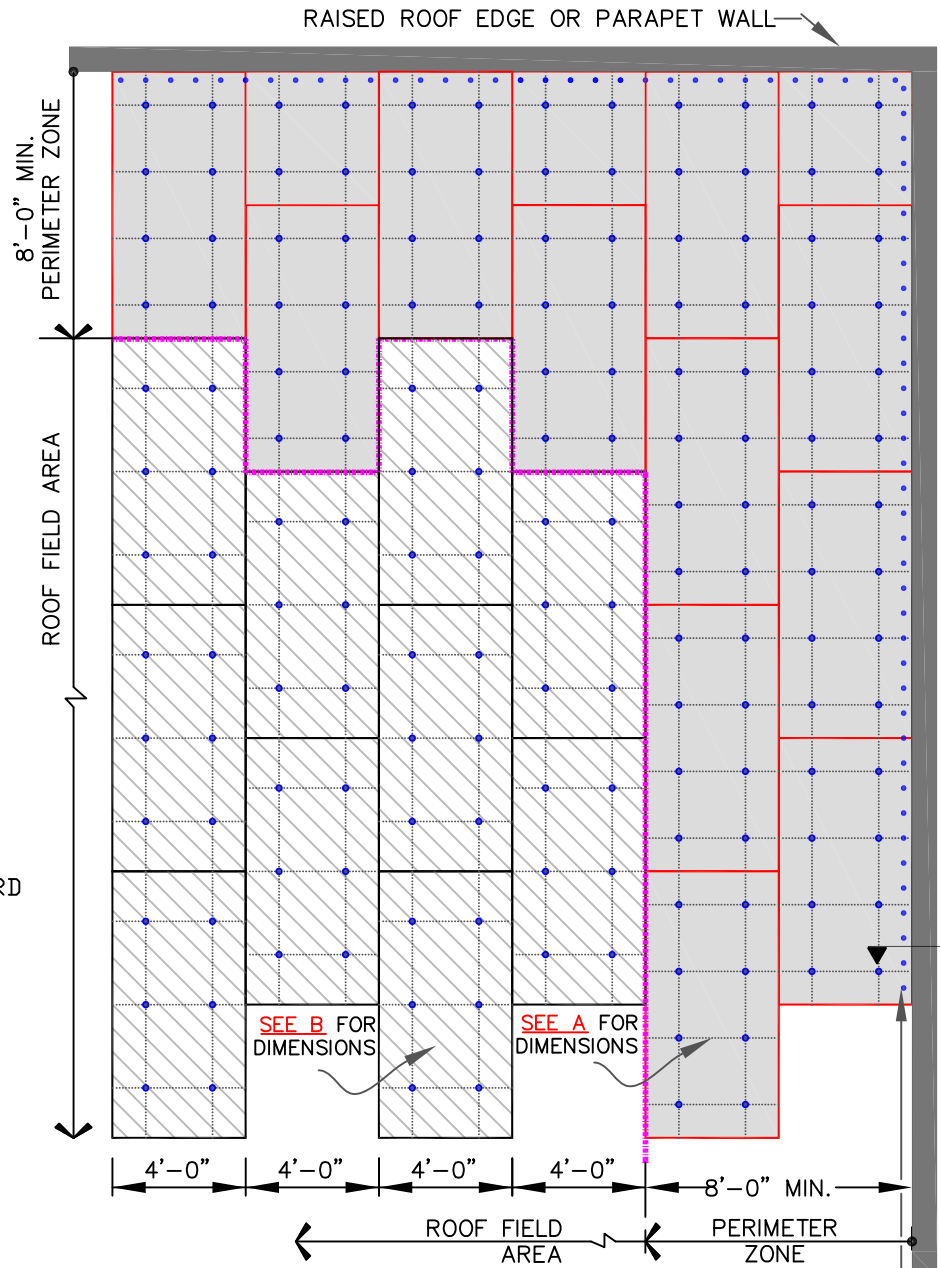 RAISED ROOF EDGE OR PARAPET WALL
8'-0" MIN.
PERIMETER ZONE
ROOF FIELD AREA
RD
SEE B FOR
DIMENSIONS
SEE A FOR
DIMENSIONS
4'-0"
4'-0"
4'-0"
4'-0"
8'-0" MIN.
ROOF FIELD
AREA
PERIMETER
ZONE